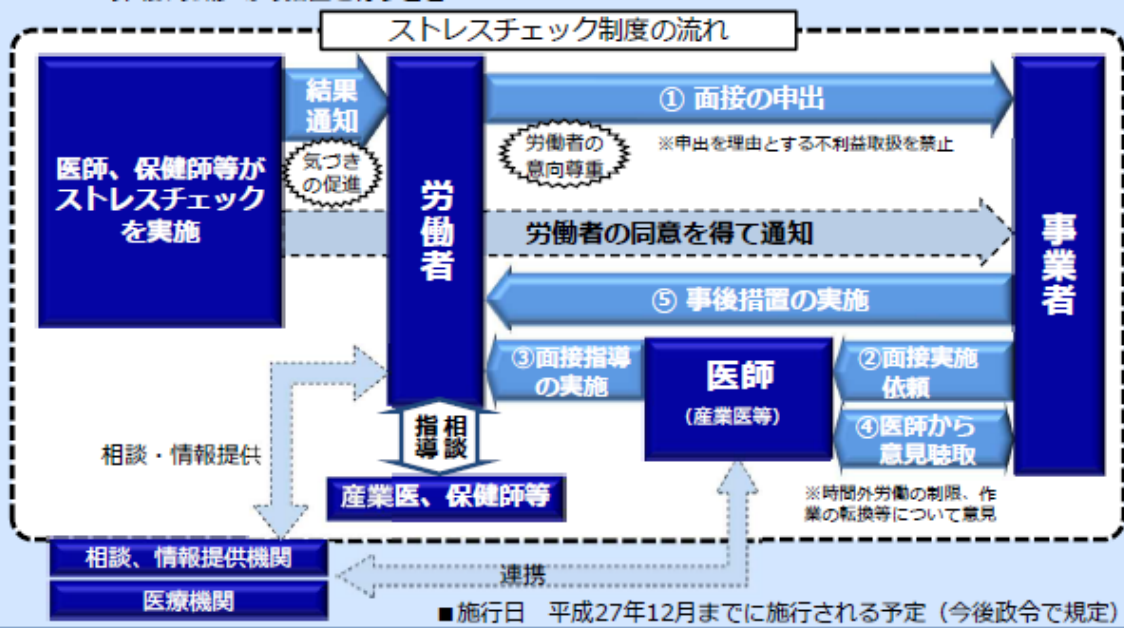 ストレスチェック制度の流れ
医師、保健師等が
ストレスチェック
を実施
結果
通知
気づき
の促進
労働者
① 面接の申出
労働者の
意向尊重
※申出を理由とする不利益取扱を禁止
労働者の同意を得て通知
事業者
⑤ 事後措置の実施
③面接指導
の実施
医師
(産業医等)
②面接実施
依頼
④医師から
意見聴取
※時間外労働の制限、作
業の転換等について意見
相談
指導
産業医、保健師等
相談・情報提供
相談、情報提供機関
医療機関
連携
■施行日 平成27年12月までに施行される予定(今後政令で規定)